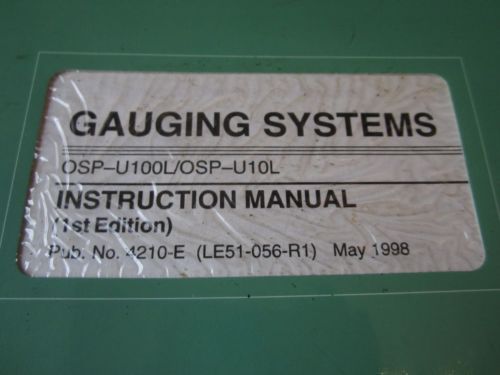 GAUGING SYSTEMS
OSP-U100L/OSP-U10L
INSTRUCTION MANUAL
(1st Edition)
Pub. No. 4210-E (LE51-056-R1) May 1998